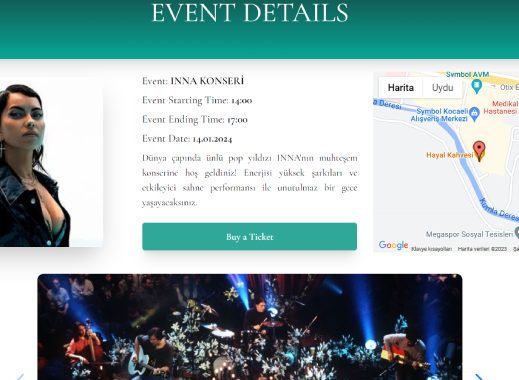 EVENT DETAILS
Event: INNA KONSERİ
Event Starting Time: 14:00
Event Ending Time: 17:00
Event Date: 14.01.2024
Dünya çapında ünlü pop yıldızı INNA'nın muhteşem
konserine hoş geldiniz! Enerjisi yüksek şarkıları ve
etkileyici sahne performansı ile unutulmaz bir gece
yaşayacaksınız.
Buy a Ticket
Symbol AVM
Harita
Uydu
Otix E
a Deresi
Symbol Kocaeli
Alışveriş Merkezi
Medikal
Hastanesi
Hayal Kahvesi
Kumla Deresi
Megaspor Sosyal Tesisleri
Google
Klavye kısayolları
Harita verileri ©2023